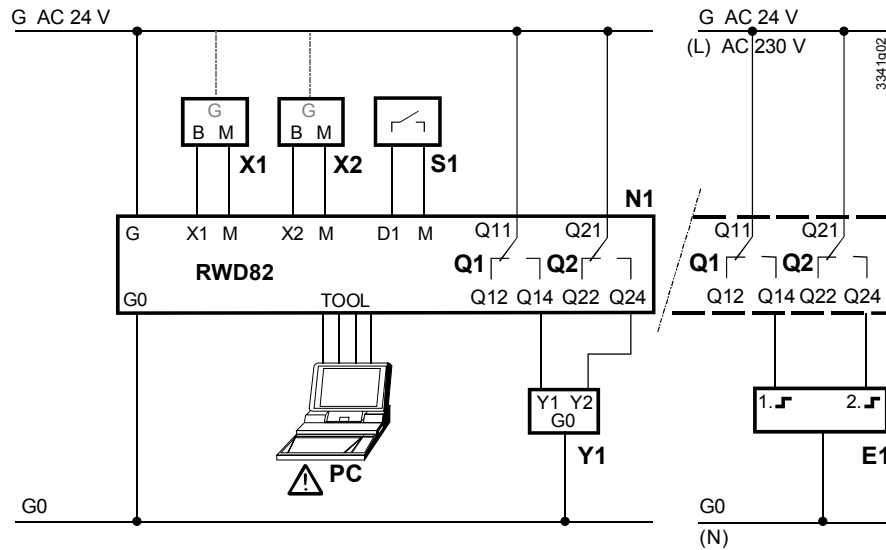 G AC 24 V
G AC 24 V
(L) AC 230 V
3341g02
G
G
B M
B M
X1
X2
S1
N1
G
X1 M
X2 M
D1 M
Q11
Q21
Q11
Q21
RWD82
Q1
Q2
Q1
Q2
G0
TOOL
Q12 Q14 Q22 Q24
Q12 Q14 Q22 Q24
Y1 Y2
G0
1.
2.
Y1
E1
PC
G0
G0
(N)